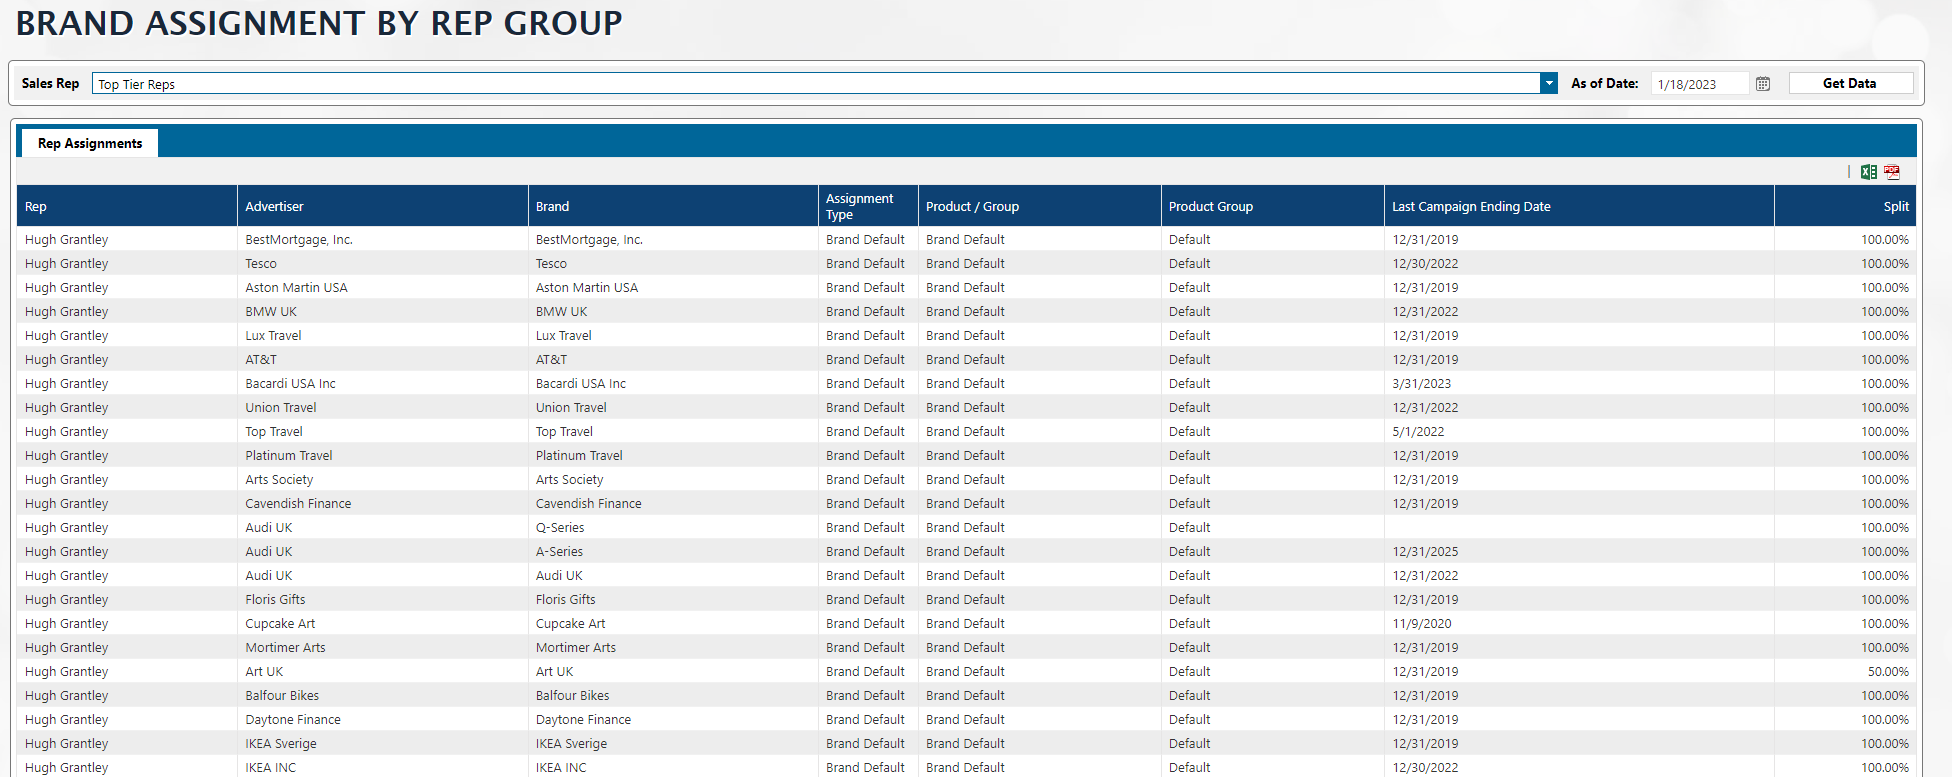 BRAND ASSIGNMENT BY REP GROUP
Sales Rep Top Tier Reps As of Date: 1/18/2023 Get Data
Rep Assignments
PDF
Rep Advertiser Brand Assignment Type Product / Group Product Group Last Campaign Ending Date Split
Hugh Grantley BestMortgage, Inc. BestMortgage, Inc. Brand Default Brand Default Default 12/31/2019 100.00%
Hugh Grantley Tesco Tesco Brand Default Brand Default Default 12/30/2022 100.00%
Hugh Grantley Aston Martin USA Aston Martin USA Brand Default Brand Default Default 12/31/2019 100.00%
Hugh Grantley BMW UK BMW UK Brand Default Brand Default Default 12/31/2022 100.00%
Hugh Grantley Lux Travel Lux Travel Brand Default Brand Default Default 12/31/2019 100.00%
Hugh Grantley AT&T AT&T Brand Default Brand Default Default 12/31/2019 100.00%
Hugh Grantley Bacardi USA Inc Bacardi USA Inc Brand Default Brand Default Default 3/31/2023 100.00%
Hugh Grantley Union Travel Union Travel Brand Default Brand Default Default 12/31/2022 100.00%
Hugh Grantley Top Travel Top Travel Brand Default Brand Default Default 5/1/2022 100.00%
Hugh Grantley Platinum Travel Platinum Travel Brand Default Brand Default Default 12/31/2019 100.00%
Hugh Grantley Arts Society Arts Society Brand Default Brand Default Default 12/31/2019 100.00%
Hugh Grantley Cavendish Finance Cavendish Finance Brand Default Brand Default Default 12/31/2019 100.00%
Hugh Grantley Audi UK Q-Series Brand Default Brand Default Default 100.00%
Hugh Grantley Audi UK A-Series Brand Default Brand Default Default 12/31/2025 100.00%
Hugh Grantley Audi UK Audi UK Brand Default Brand Default Default 12/31/2022 100.00%
Hugh Grantley Floris Gifts Floris Gifts Brand Default Brand Default Default 12/31/2019 100.00%
Hugh Grantley Cupcake Art Cupcake Art Brand Default Brand Default Default 11/9/2020 100.00%
Hugh Grantley Mortimer Arts Mortimer Arts Brand Default Brand Default Default 12/31/2019 100.00%
Hugh Grantley Art UK Art UK Brand Default Brand Default Default 12/31/2019 50.00%
Hugh Grantley Balfour Bikes Balfour Bikes Brand Default Brand Default Default 12/31/2019 100.00%
Hugh Grantley Daytone Finance Daytone Finance Brand Default Brand Default Default 12/31/2019 100.00%
Hugh Grantley IKEA Sverige IKEA Sverige Brand Default Brand Default Default 12/31/2019 100.00%
Hugh Grantley IKEA INC IKEA INC Brand Default Brand Default Default 12/30/2022 100.00%